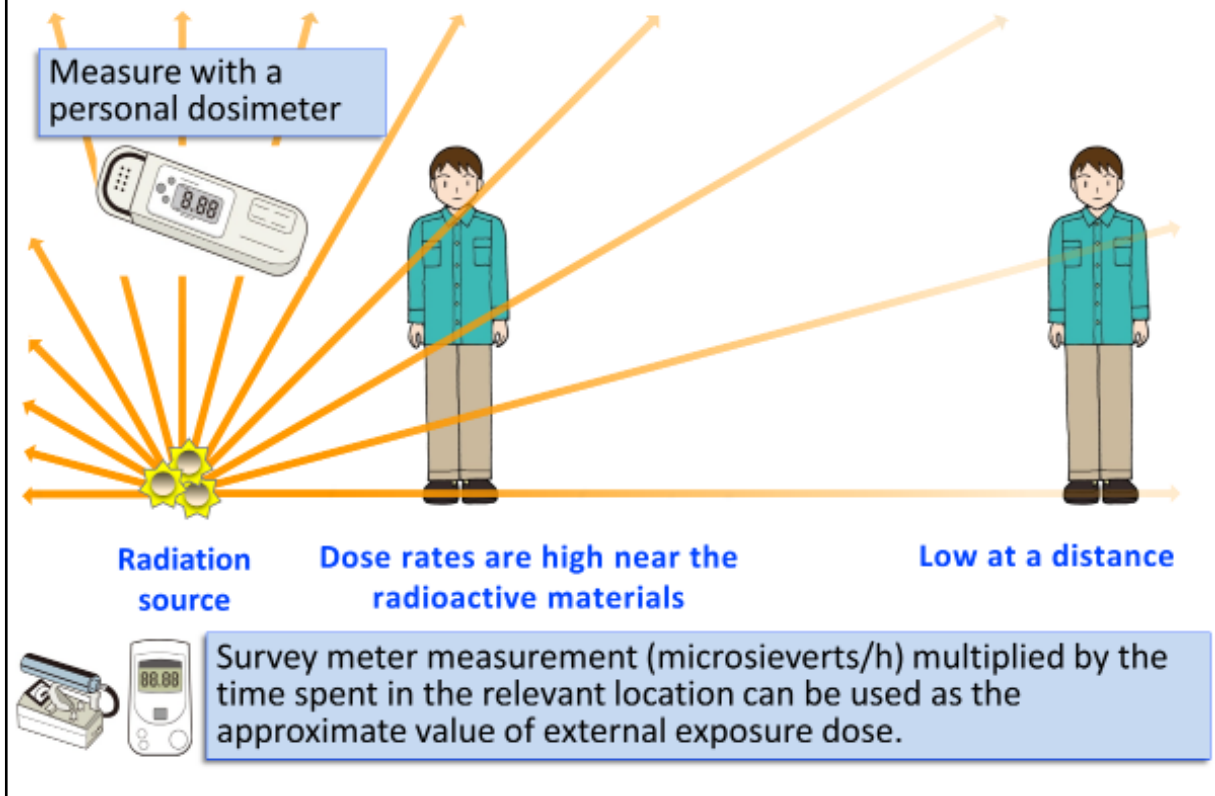 Measure with a
personal dosimeter
8.88
Radiation
source
Dose rates are high near the
radioactive materials
Low at a distance
88.88
Survey meter measurement (microsieverts/h) multiplied by the
time spent in the relevant location can be used as the
approximate value of external exposure dose.